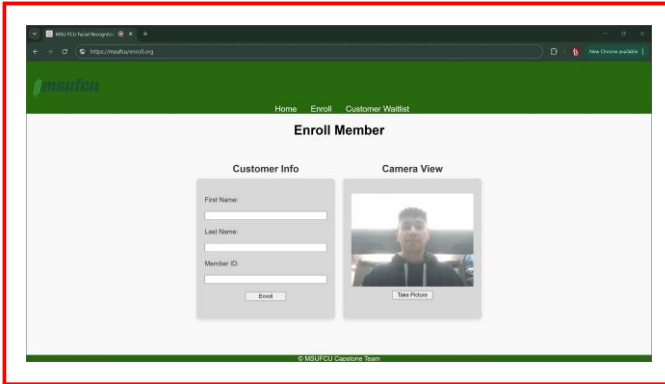 MSU FCU Facial Recognitio
https://msufcu/enroll.org
New Chrome available
msufcu
Home Enroll Customer Waitlist
Enroll Member
Customer Info Camera View
First Name:
Last Name:
Member ID:
Enroll Take Picture
© MSUFCU Capstone Team